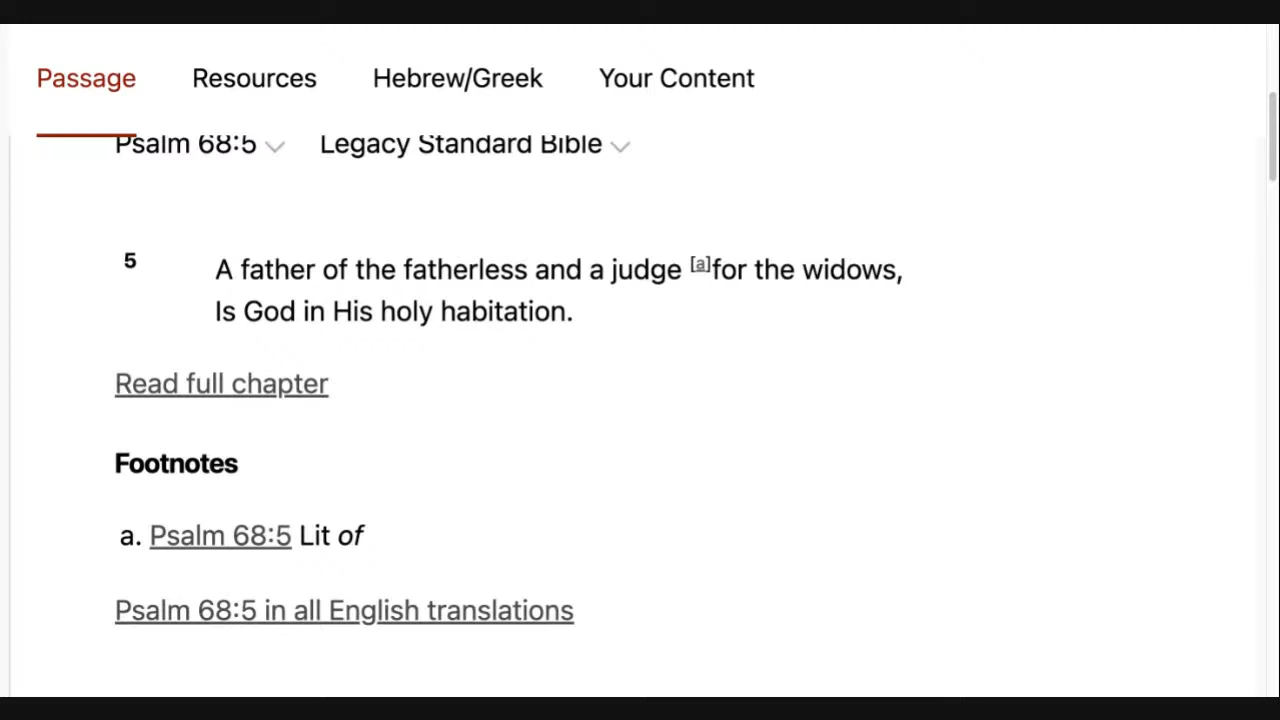 Passage Resources Hebrew/Greek Your Content
Psalm 68:5 Legacy Standard Bible
5 A father of the fatherless and a judge [a]for the widows,
Is God in His holy habitation.
Read full chapter
Footnotes
a. Psalm 68:5 Lit of
Psalm 68:5 in all English translations